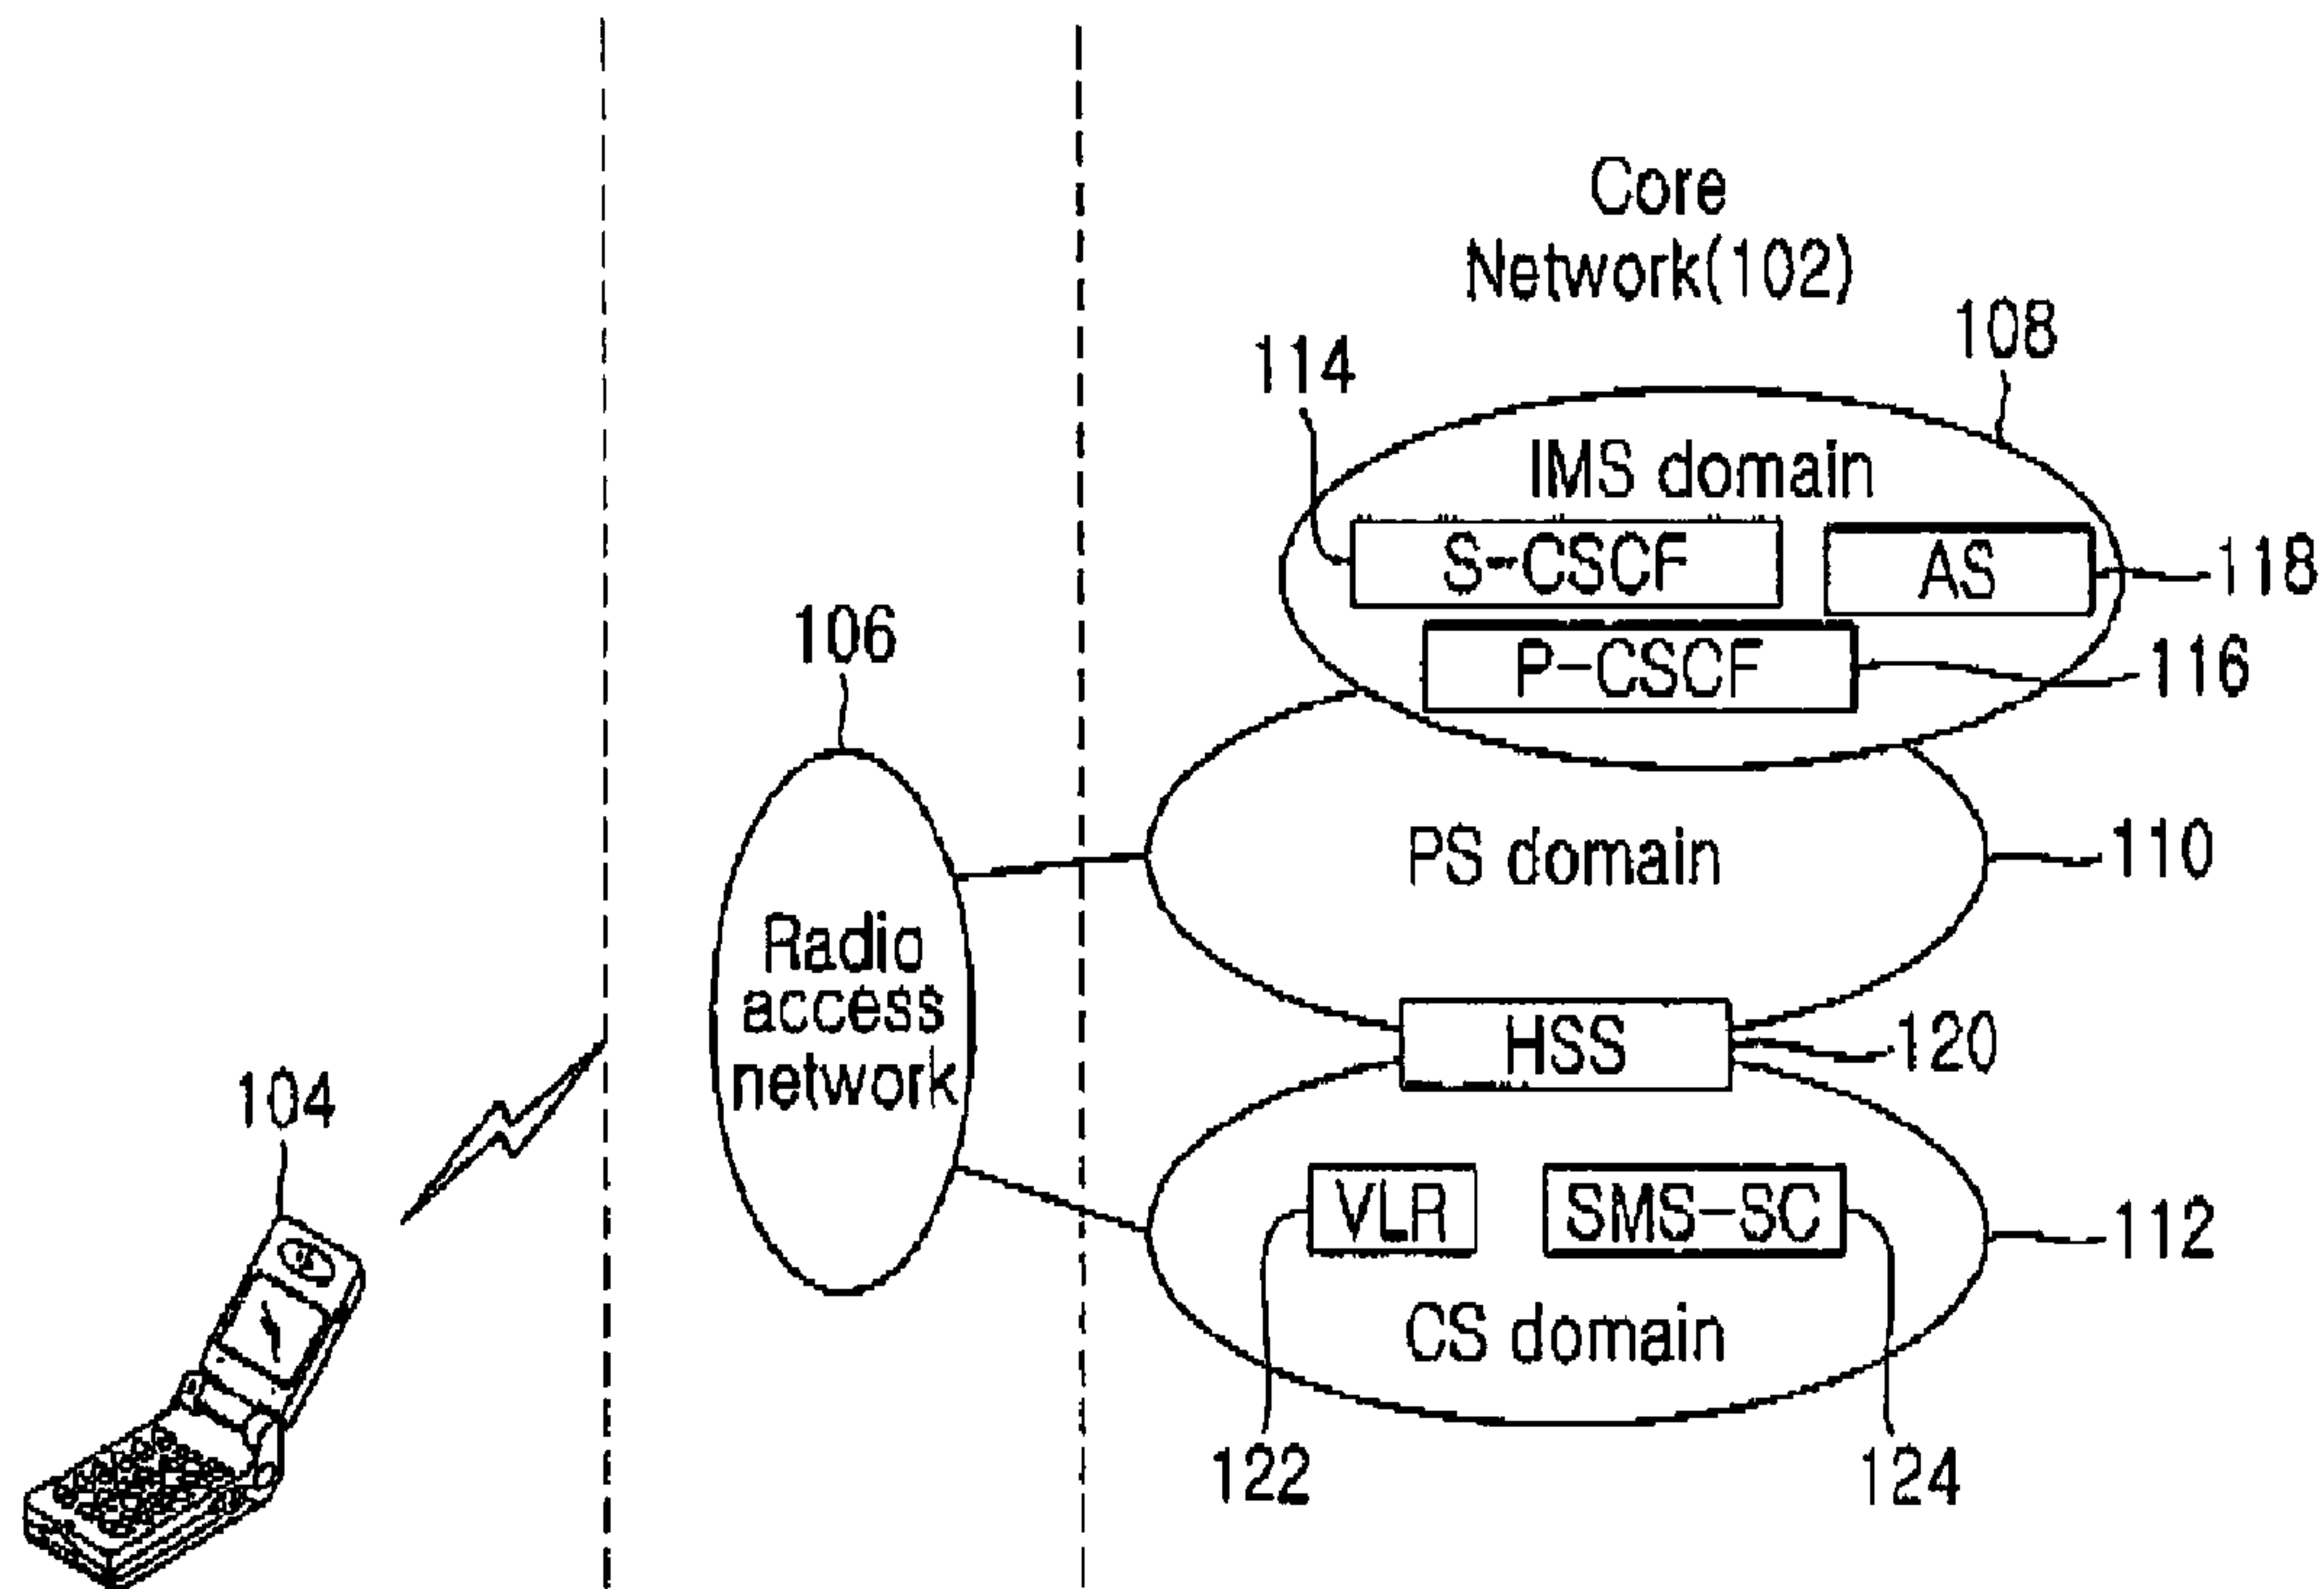 Core
Network(102)
108
114
IMS domain
S-CSCF
AS
118
P-CSCF
116
106
PS domain
110
Radio
access
network
HSS
120
104
VLR
SMS-SC
112
CS domain
122
124